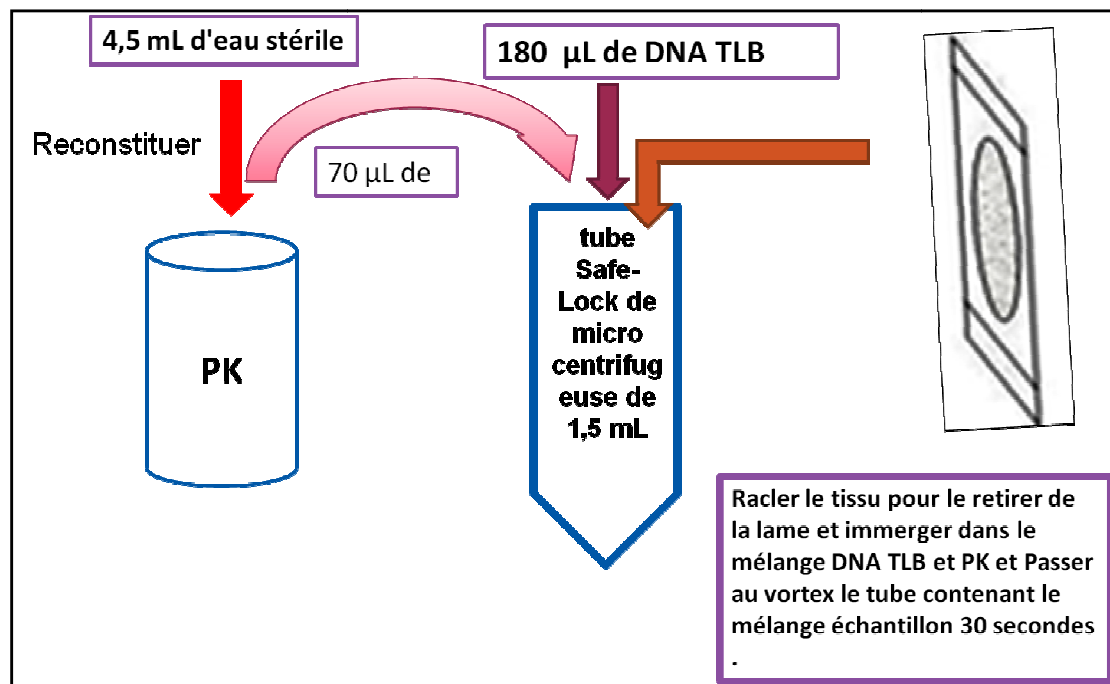 4,5 mL d'eau stérile
180 µL de DNA TLB
Reconstituer
70 µL de
PK
tube
Safe-
Lock de
micro
centrifug
euse de
1,5 mL
Racler le tissu pour le retirer de
la lame et immerger dans le
mélange DNA TLB et PK et Passer
au vortex le tube contenant le
mélange échantillon 30 secondes
.